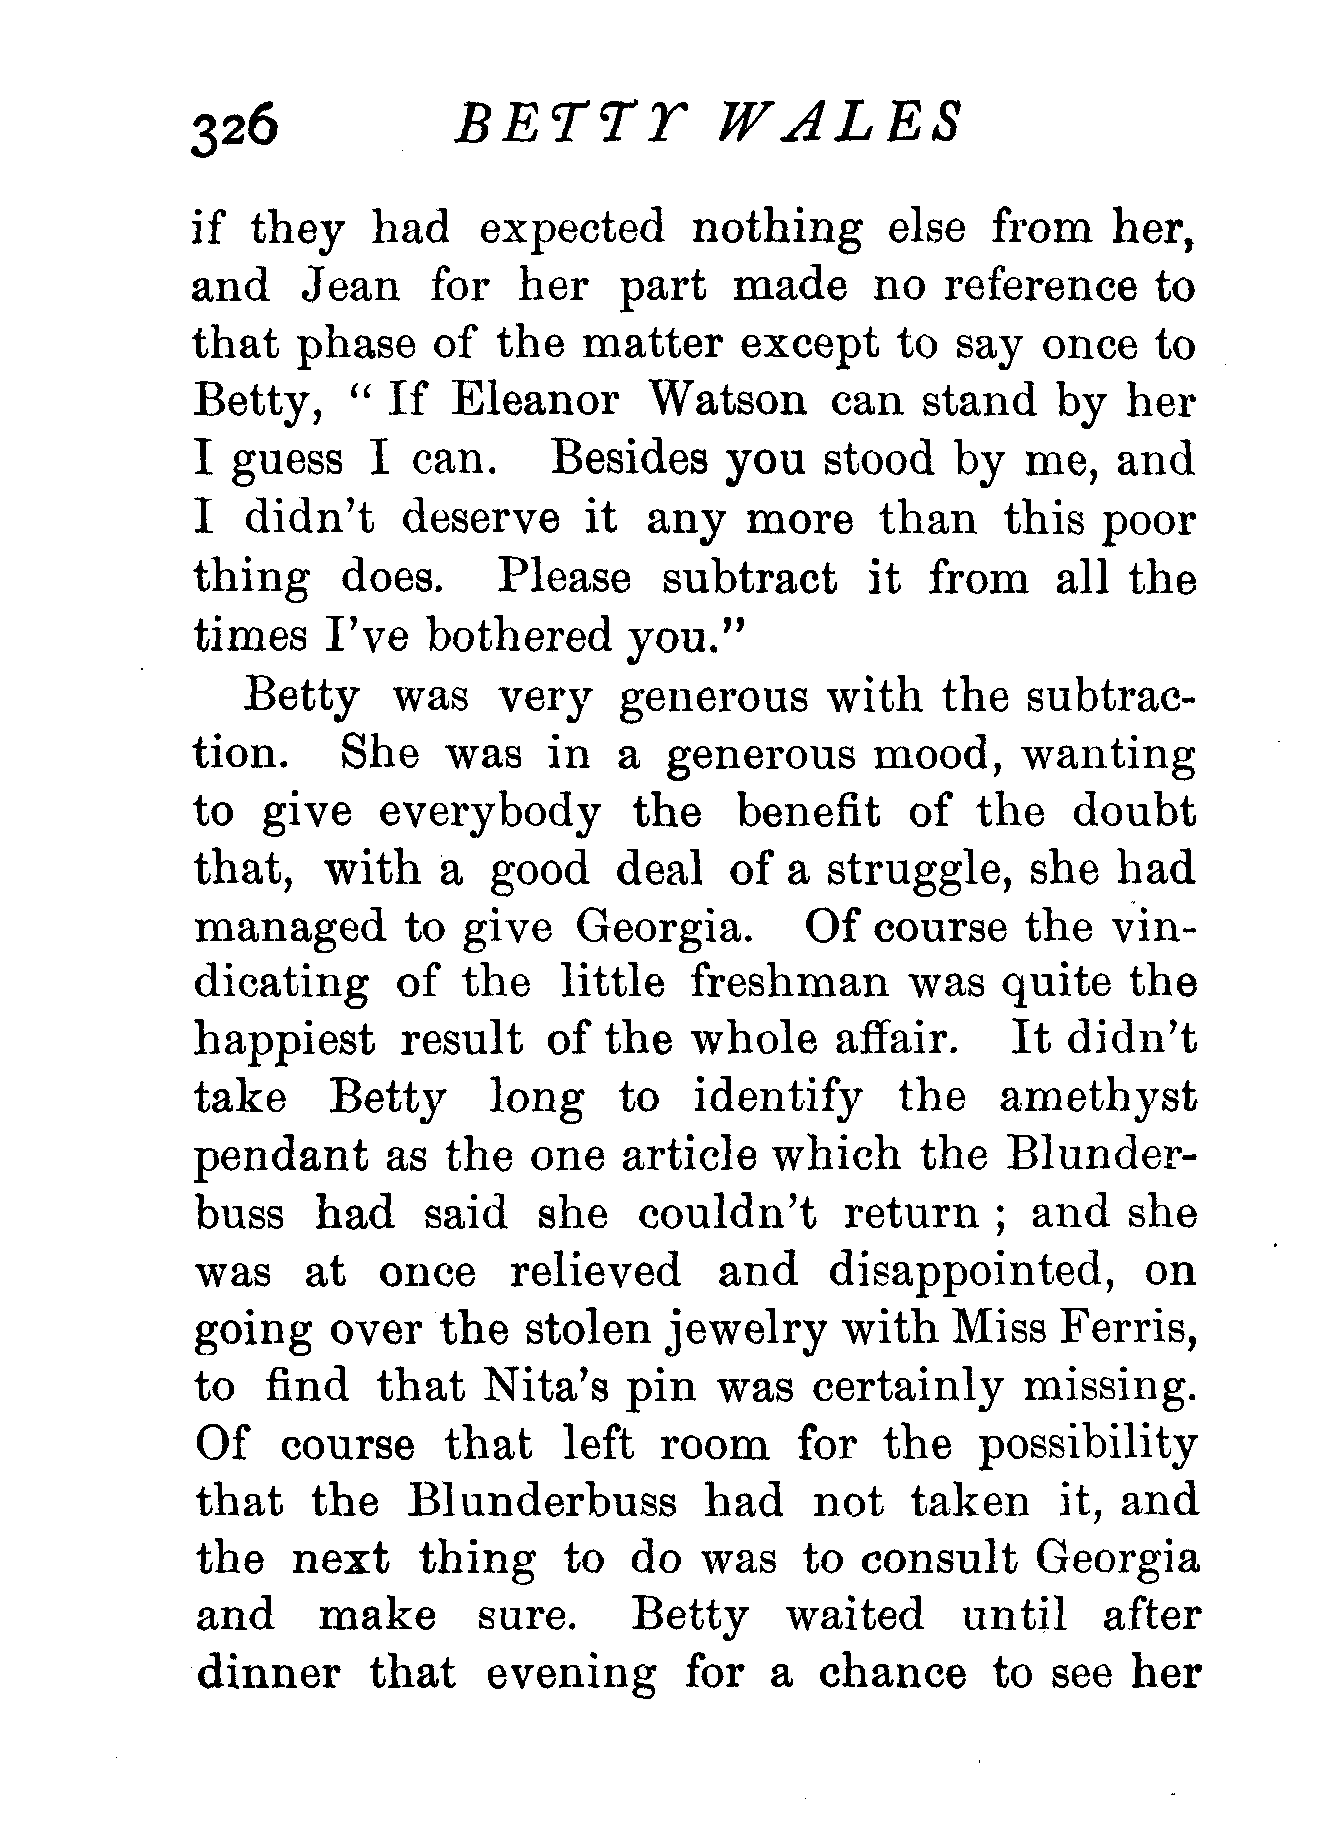 326 BETTY WALES
if they had expected nothing else from her,
and Jean for her part made no reference to
that phase of the matter except to say once to
Betty, “ If Eleanor Watson can stand by her
I guess I can. Besides you stood by me, and
I didn’t deserve it any more than this poor
thing does. Please subtract it from all the
times I’ve bothered you.”
Betty was very generous with the subtrac-
tion. She was in a generous mood, wanting
to give everybody the benefit of the doubt
that, with a good deal of a struggle, she had
managed to give Georgia. Of course the vin-
dicating of the little freshman was quite the
happiest result of the whole affair. It didn’t
take Betty long to identify the amethyst
pendant as the one article which the Blunder-
buss had said she couldn’t return ; and she
was at once relieved and disappointed, on
going over the stolen jewelry with Miss Ferris,
to find that Nita’s pin was certainly missing.
Of course that left room for the possibility
that the Blunderbuss had not taken it, and
the next thing to do was to consult Georgia
and make sure. Betty waited until after
dinner that evening for a chance to see her